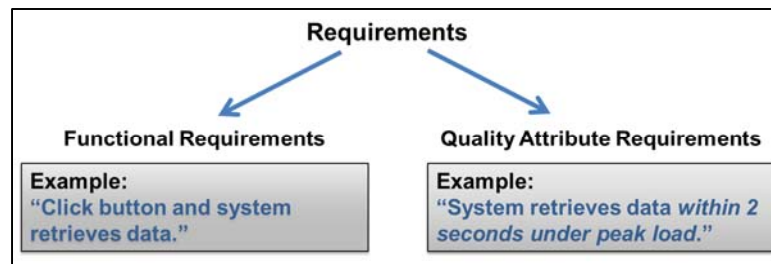 Requirements
Functional Requirements
Quality Attribute Requirements
Example:
“Click button and system
retrieves data.”
Example:
“System retrieves data within 2
seconds under peak load.”